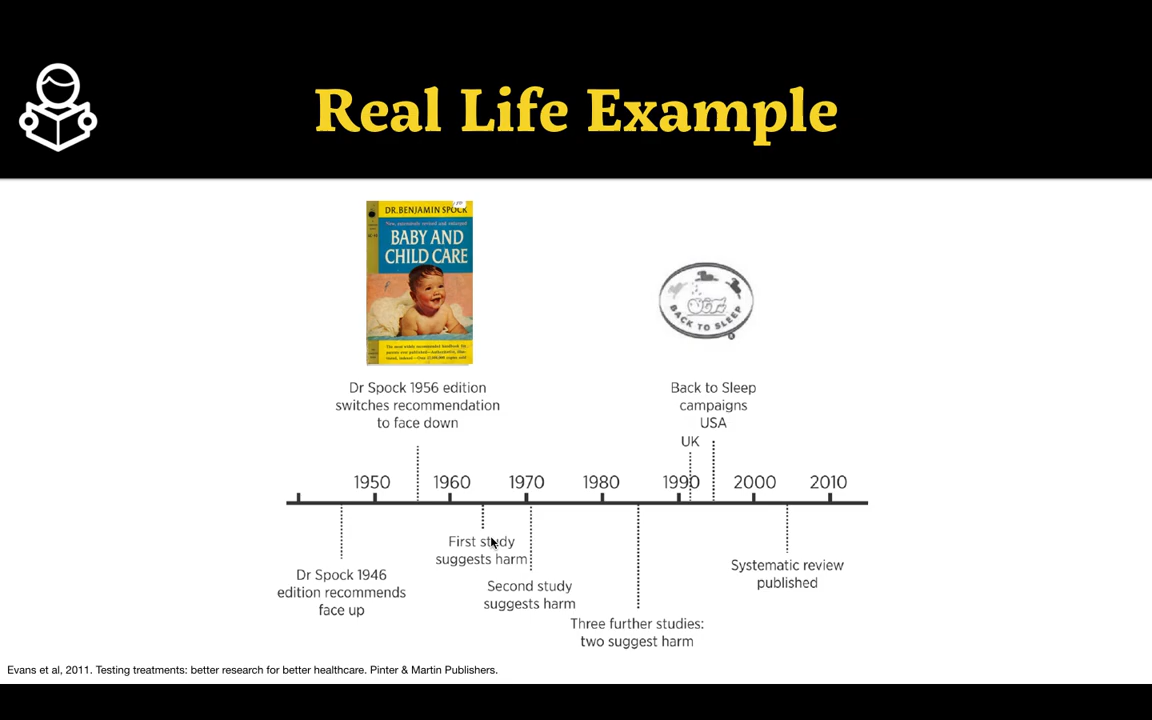 Real Life Example
DR. BENJAMIN SPOCK
BABY AND
CHILD CARE
BACK TO SLEEP
Dr Spock 1956 edition
switches recommendation
to face down
Back to Sleep
campaigns
USA
UK
1950 1960 1970 1980 1990 2000 2010
First study
suggests harm
Dr Spock 1946
edition recommends
face up
Second study
suggests harm
Systematic review
published
Three further studies:
two suggest harm
Evans et al, 2011. Testing treatments: better research for better healthcare. Pinter & Martin Publishers.